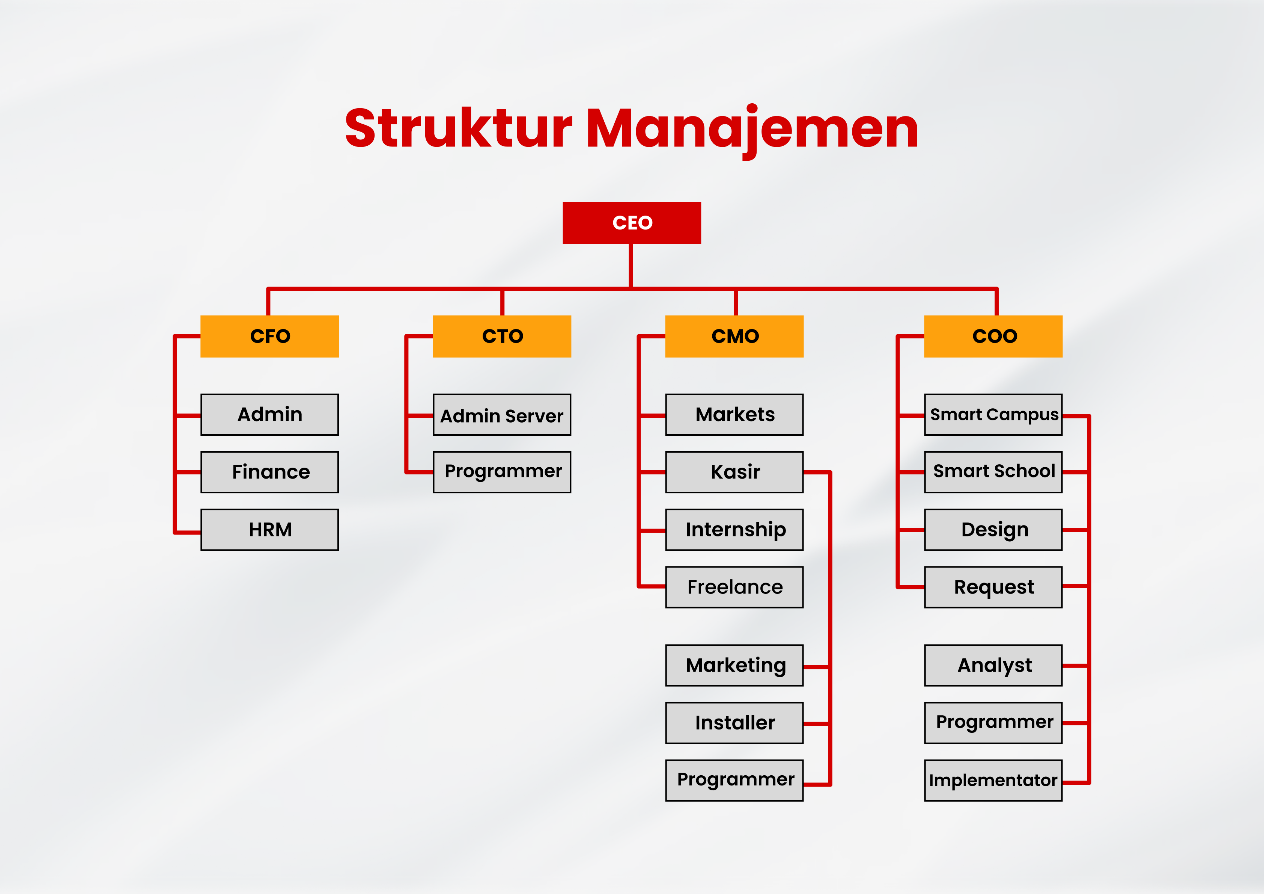 Struktur Manajemen
CEO
CFO
CTO
CMO
COO
Admin
Finance
HRM
Admin Server
Programmer
Markets
Kasir
Internship
Freelance
Marketing
Installer
Programmer
Smart Campus
Smart School
Design
Request
Analyst
Programmer
Implementator